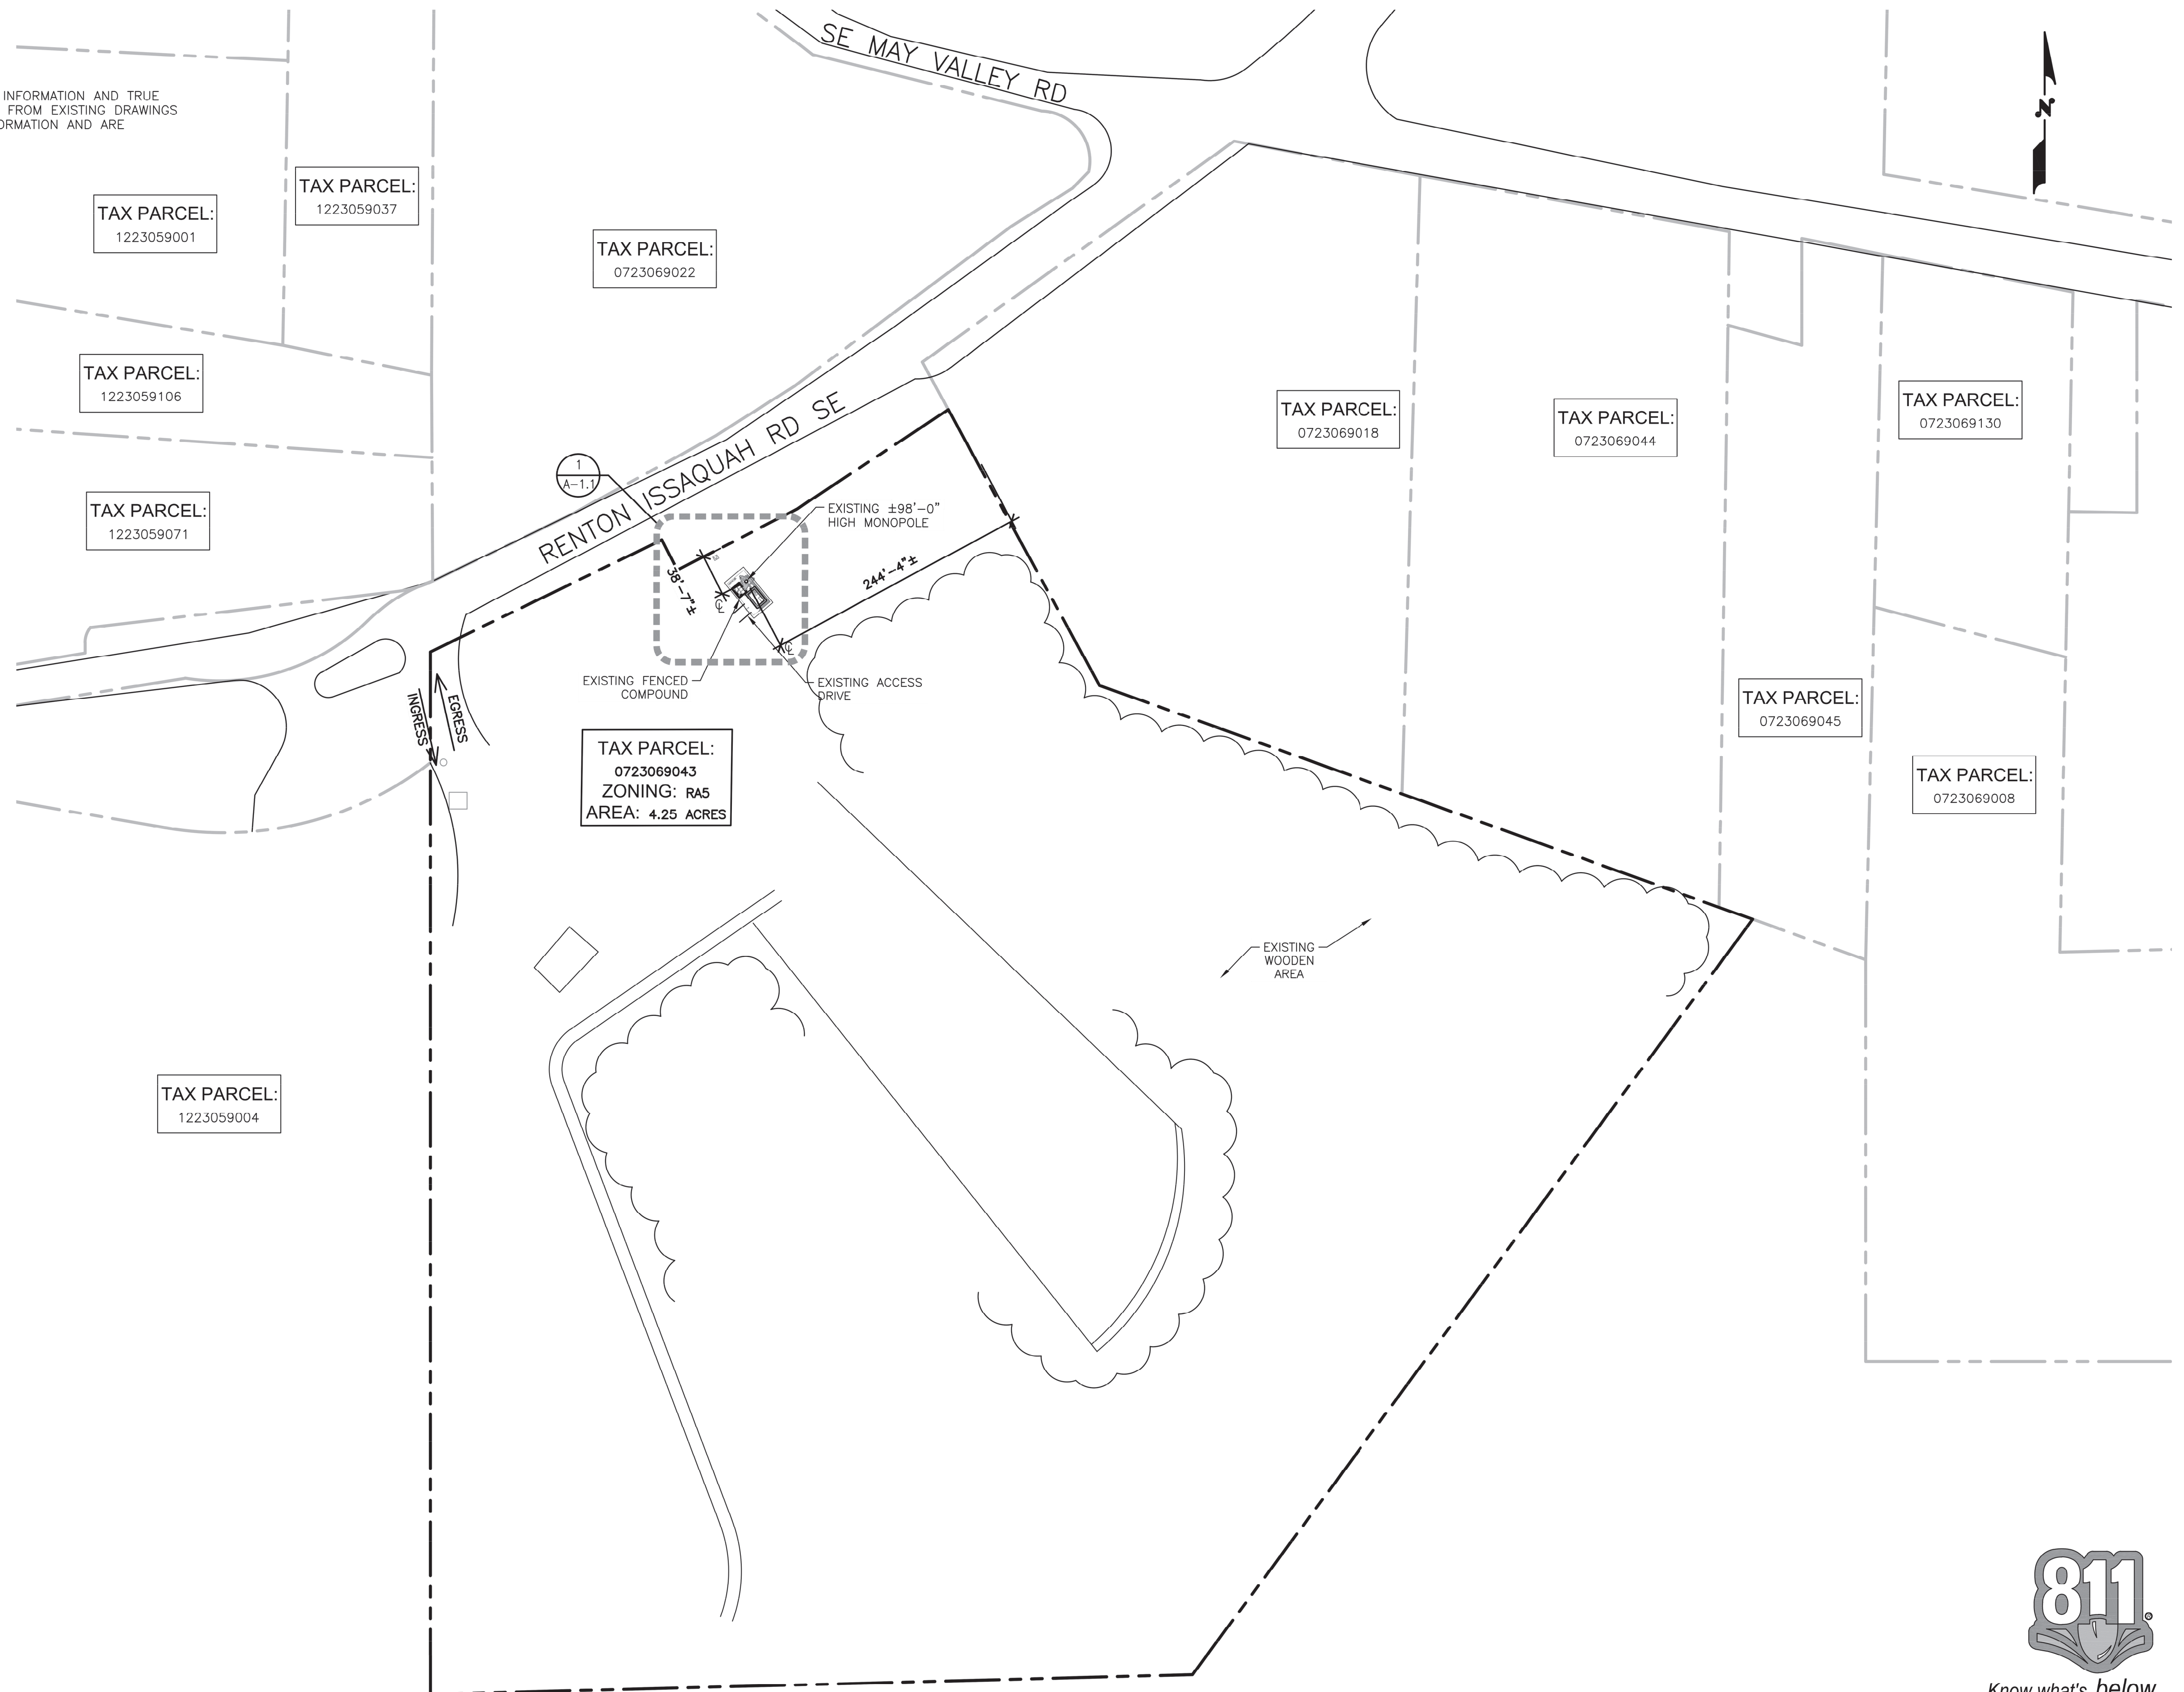 SE MAY VALLEY RD
N
INFORMATION AND TRUE
FROM EXISTING DRAWINGS
ORMATION AND ARE
TAX PARCEL:
1223059037
TAX PARCEL:
1223059001
TAX PARCEL:
0723069022
TAX PARCEL:
1223059106
TAX PARCEL:
0723069018
TAX PARCEL:
0723069044
TAX PARCEL:
0723069130
RENTON ISSAQUAH RD SE
1
A-1.1
TAX PARCEL:
1223059071
EXISTING ±98'-0"
HIGH MONOPOLE
38'-7"±
244'-4"±
℄
℄
EXISTING FENCED
COMPOUND
EXISTING ACCESS
DRIVE
INGRESS
EGRESS
TAX PARCEL:
0723069045
TAX PARCEL:
0723069043
ZONING: RA5
AREA: 4.25 ACRES
TAX PARCEL:
0723069008
EXISTING
WOODEN
AREA
TAX PARCEL:
1223059004
811®
Know what's below